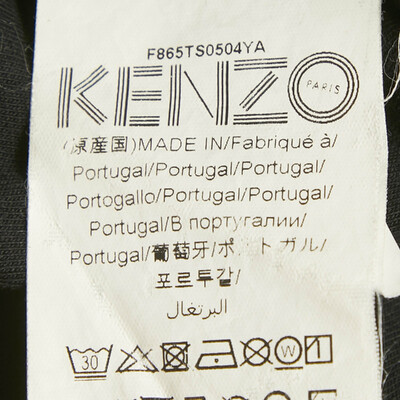 F865TS0504YA
KENZO
PARIS
(原産国)MADE IN/Fabriqué à/
Portugal/Portugal/Portugal/
Portogallo/Portugal/Portugal/
Portugal/В португалии/
Portugal/葡萄牙/ポルトガル/
포르투갈/
البرتغال
30
W